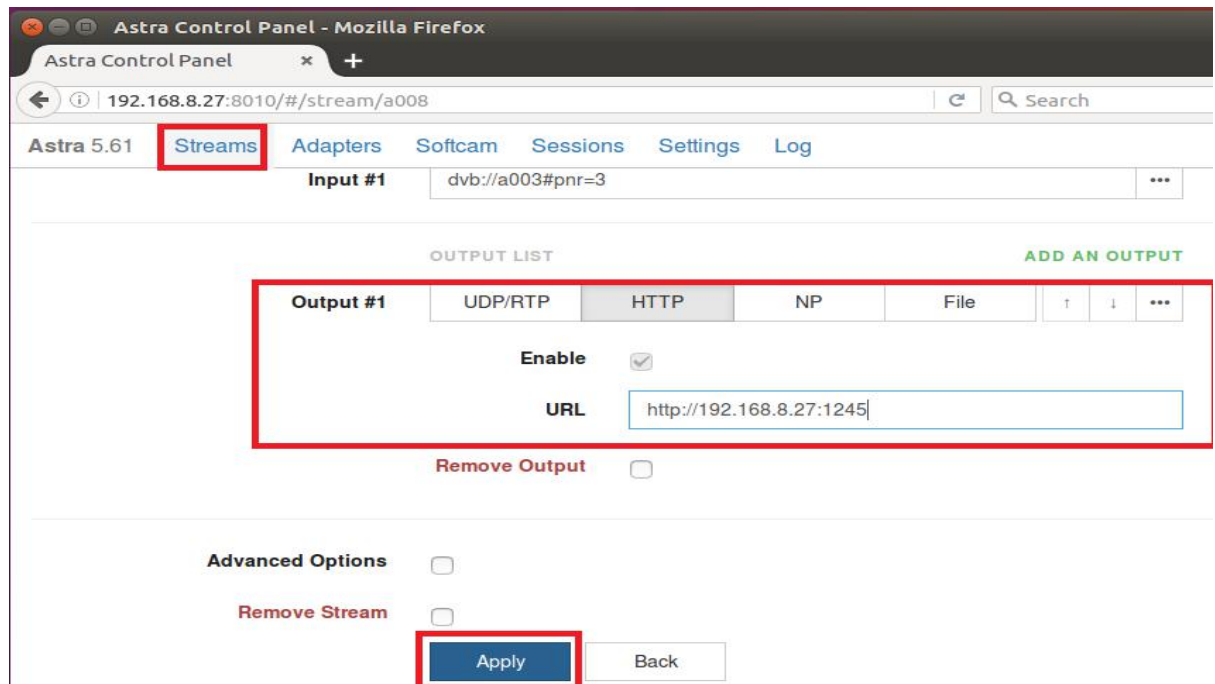 Astra Control Panel - Mozilla Firefox
Astra Control Panel
192.168.8.27:8010/#/stream/a008
Search
Astra 5.61 Streams Adapters Softcam Sessions Settings Log
Input #1 dvb://a003#pnr=3
OUTPUT LIST ADD AN OUTPUT
Output #1 UDP/RTP HTTP NP File
Enable
URL http://192.168.8.27:1245
Remove Output
Advanced Options
Remove Stream
Apply Back